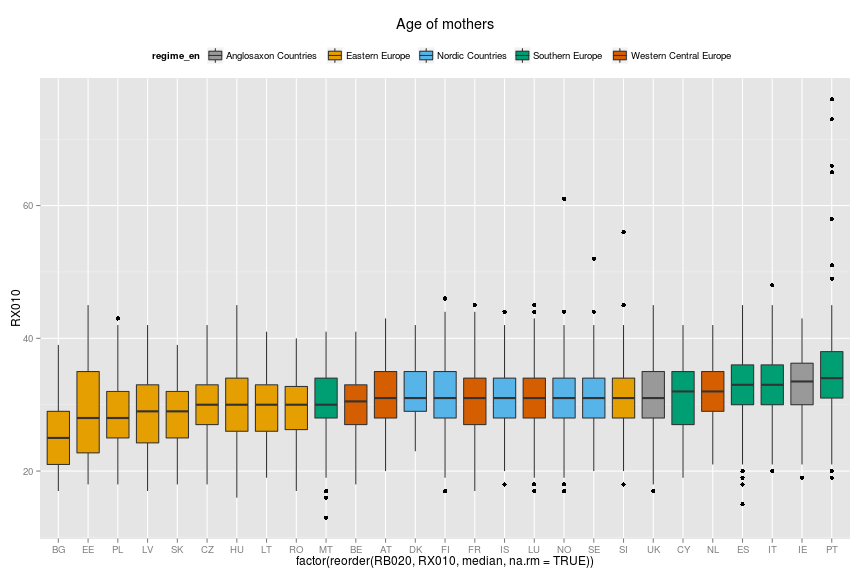 Age of mothers
regime_en Anglosaxon Countries Eastern Europe Nordic Countries Southern Europe Western Central Europe
RX010
60
40
20
BG EE PL LV SK CZ HU LT RO MT BE AT DK FI FR IS LU NO SE SI UK CY NL ES IT IE PT
factor(reorder(RB020, RX010, median, na.rm = TRUE))